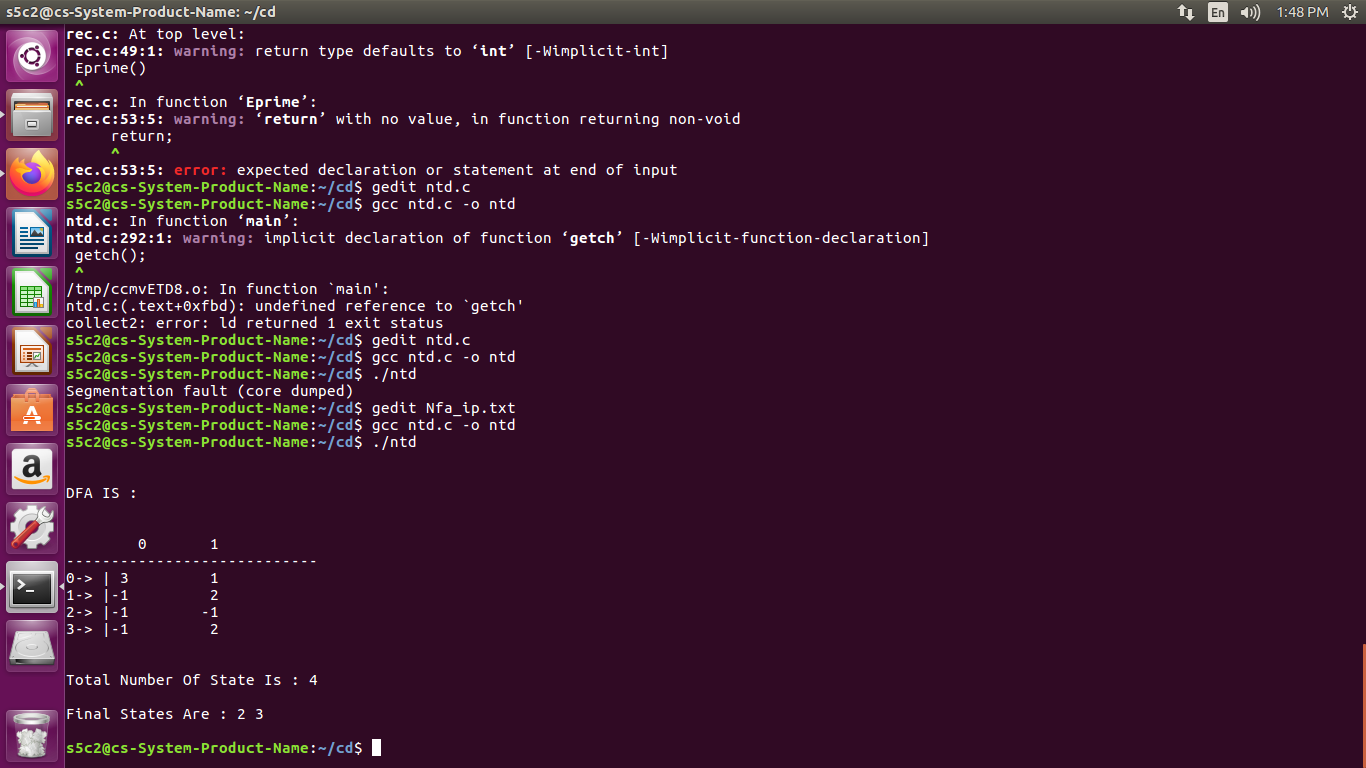 s5c2@cs-System-Product-Name: ~/cd
En 1:48 PM
rec.c: At top level:
rec.c:49:1: warning: return type defaults to ‘int’ [-Wimplicit-int]
 Eprime()
 ^
rec.c: In function ‘Eprime’:
rec.c:53:5: warning: ‘return’ with no value, in function returning non-void
     return;
     ^
rec.c:53:5: error: expected declaration or statement at end of input
s5c2@cs-System-Product-Name:~/cd$ gedit ntd.c
s5c2@cs-System-Product-Name:~/cd$ gcc ntd.c -o ntd
ntd.c: In function ‘main’:
ntd.c:292:1: warning: implicit declaration of function ‘getch’ [-Wimplicit-function-declaration]
 getch();
 ^
/tmp/ccmvETD8.o: In function `main':
ntd.c:(.text+0xfbd): undefined reference to `getch'
collect2: error: ld returned 1 exit status
s5c2@cs-System-Product-Name:~/cd$ gedit ntd.c
s5c2@cs-System-Product-Name:~/cd$ gcc ntd.c -o ntd
s5c2@cs-System-Product-Name:~/cd$ ./ntd
Segmentation fault (core dumped)
s5c2@cs-System-Product-Name:~/cd$ gedit Nfa_ip.txt
s5c2@cs-System-Product-Name:~/cd$ gcc ntd.c -o ntd
s5c2@cs-System-Product-Name:~/cd$ ./ntd
DFA IS :
        0       1
----------------------------
0-> | 3         1
1-> |-1         2
2-> |-1        -1
3-> |-1         2
Total Number Of State Is : 4
Final States Are : 2 3
s5c2@cs-System-Product-Name:~/cd$